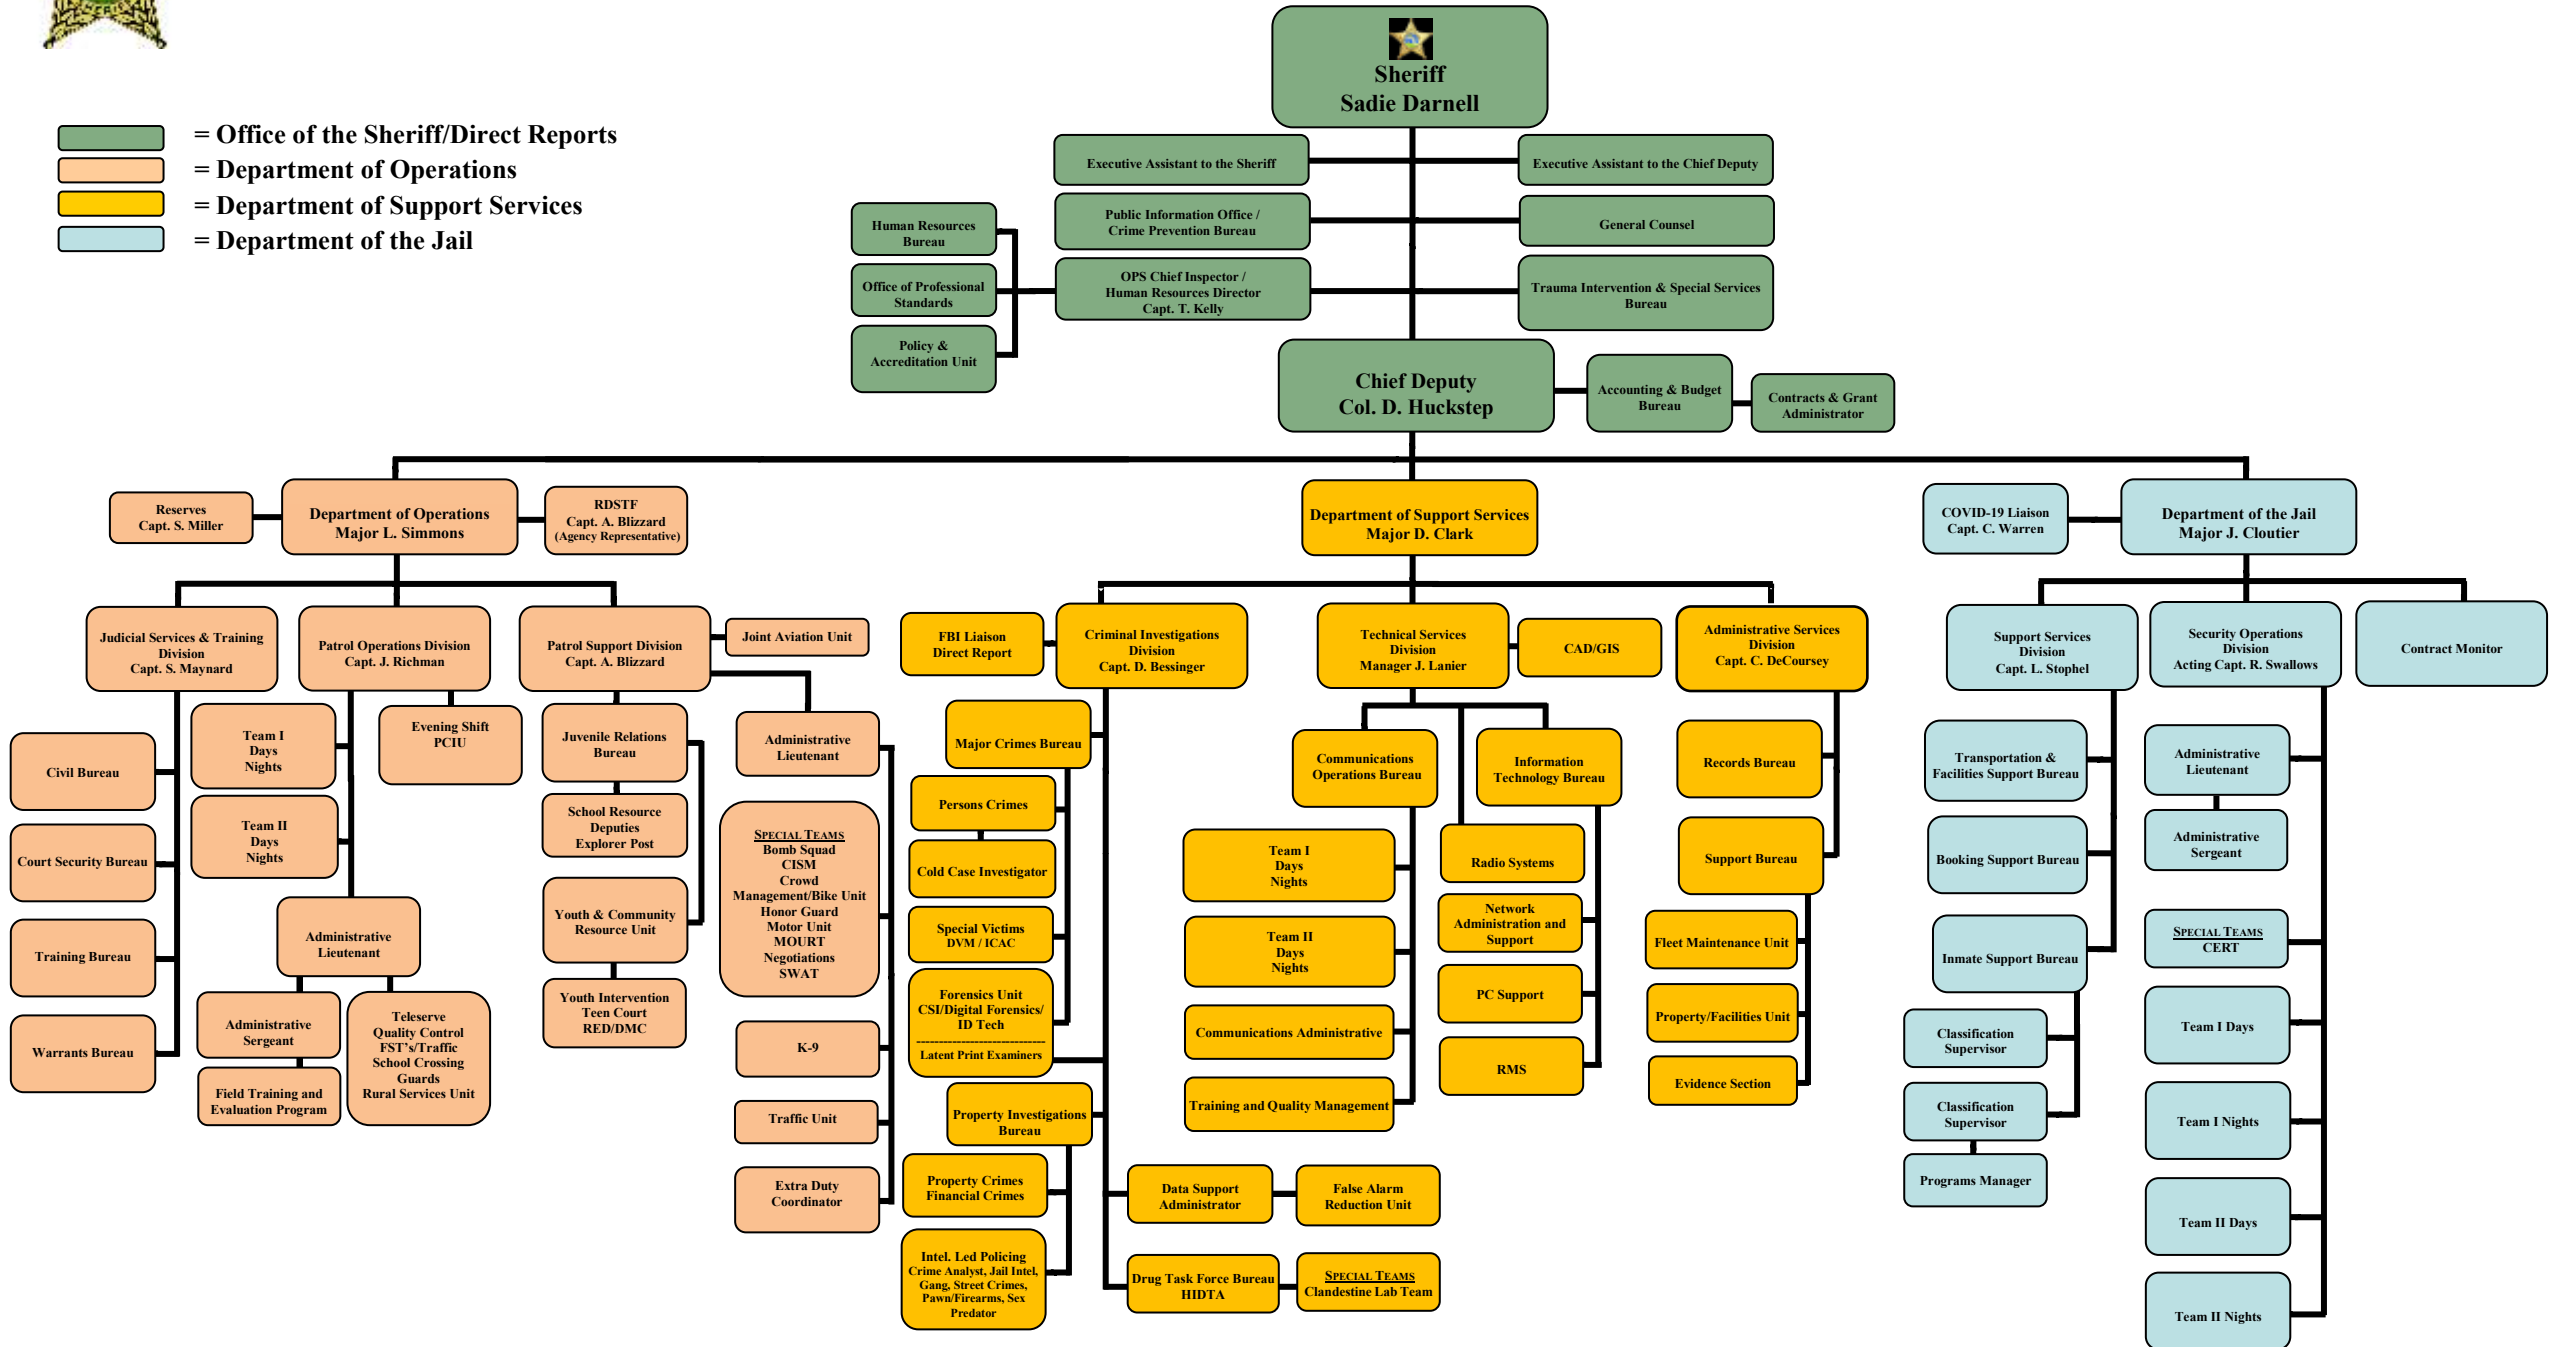 Sheriff
Sadie Darnell
= Office of the Sheriff/Direct Reports
= Department of Operations
= Department of Support Services
= Department of the Jail
Executive Assistant to the Sheriff
Executive Assistant to the Chief Deputy
Public Information Office /
Crime Prevention Bureau
General Counsel
Human Resources
Bureau
Office of Professional
Standards
Policy &
Accreditation Unit
OPS Chief Inspector /
Human Resources Director
Capt. T. Kelly
Trauma Intervention & Special Services
Bureau
Chief Deputy
Col. D. Huckstep
Accounting & Budget
Bureau
Contracts & Grant
Administrator
Reserves
Capt. S. Miller
Department of Operations
Major L. Simmons
RDSTF
Capt. A. Blizzard
(Agency Representative)
Department of Support Services
Major D. Clark
COVID-19 Liaison
Capt. C. Warren
Department of the Jail
Major J. Cloutier
Judicial Services & Training
Division
Capt. S. Maynard
Patrol Operations Division
Capt. J. Richman
Patrol Support Division
Capt. A. Blizzard
Joint Aviation Unit
FBI Liaison
Direct Report
Criminal Investigations
Division
Capt. D. Bessinger
Technical Services
Division
Manager J. Lanier
CAD/GIS
Administrative Services
Division
Capt. C. DeCoursey
Support Services
Division
Capt. L. Stophel
Security Operations
Division
Acting Capt. R. Swallows
Contract Monitor
Civil Bureau
Court Security Bureau
Training Bureau
Warrants Bureau
Team I
Days
Nights
Team II
Days
Nights
Evening Shift
PCIU
Administrative
Lieutenant
Administrative
Sergeant
Field Training and
Evaluation Program
Teleserve
Quality Control
FST's/Traffic
School Crossing
Guards
Rural Services Unit
Juvenile Relations
Bureau
School Resource
Deputies
Explorer Post
Youth & Community
Resource Unit
Youth Intervention
Teen Court
RED/DMC
Administrative
Lieutenant
SPECIAL TEAMS
Bomb Squad
CISM
Crowd
Management/Bike Unit
Honor Guard
Motor Unit
MOURT
Negotiations
SWAT
K-9
Traffic Unit
Extra Duty
Coordinator
Major Crimes Bureau
Persons Crimes
Cold Case Investigator
Special Victims
DVM / ICAC
Forensics Unit
CSI/Digital Forensics/
ID Tech
------------------------------
Latent Print Examiners
Property Investigations
Bureau
Property Crimes
Financial Crimes
Intel. Led Policing
Crime Analyst, Jail Intel,
Gang, Street Crimes,
Pawn/Firearms, Sex
Predator
Data Support
Administrator
False Alarm
Reduction Unit
Drug Task Force Bureau
HIDTA
SPECIAL TEAMS
Clandestine Lab Team
Communications
Operations Bureau
Team I
Days
Nights
Team II
Days
Nights
Communications Administrative
Training and Quality Management
Information
Technology Bureau
Radio Systems
Network
Administration and
Support
PC Support
RMS
Records Bureau
Support Bureau
Fleet Maintenance Unit
Property/Facilities Unit
Evidence Section
Transportation &
Facilities Support Bureau
Booking Support Bureau
Inmate Support Bureau
Classification
Supervisor
Classification
Supervisor
Programs Manager
Administrative
Lieutenant
Administrative
Sergeant
SPECIAL TEAMS
CERT
Team I Days
Team I Nights
Team II Days
Team II Nights